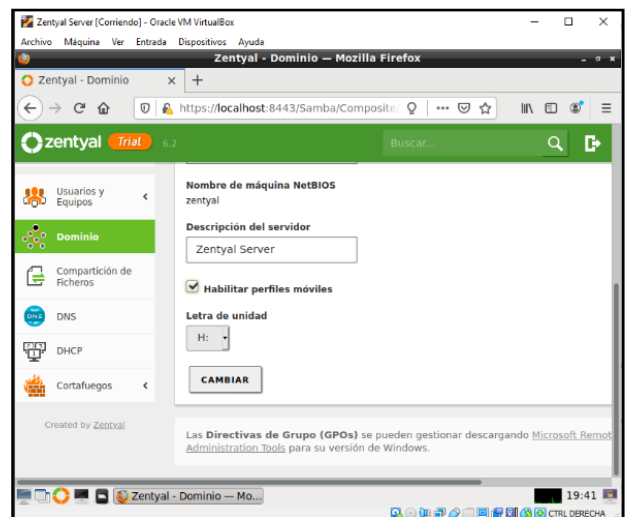 Zentyal Server [Corriendo] - Oracle VM VirtualBox
Archivo Máquina Ver Entrada Dispositivos Ayuda
Zentyal - Dominio — Mozilla Firefox
Zentyal - Dominio
https://localhost:8443/Samba/Composite/
zentyal Trial 6.2 Buscar...
Usuarios y
Equipos
Dominio
Compartición de
Ficheros
DNS
DNS
DHCP
Cortafuegos
Created by Zentyal
Nombre de máquina NetBIOS
zentyal
Descripción del servidor
Zentyal Server
Habilitar perfiles móviles
Letra de unidad
H:
CAMBIAR
Las Directivas de Grupo (GPOs) se pueden gestionar descargando Microsoft Remot
Administration Tools para su versión de Windows.
Zentyal - Dominio — Mo...
19:41
CTRL DERECHA